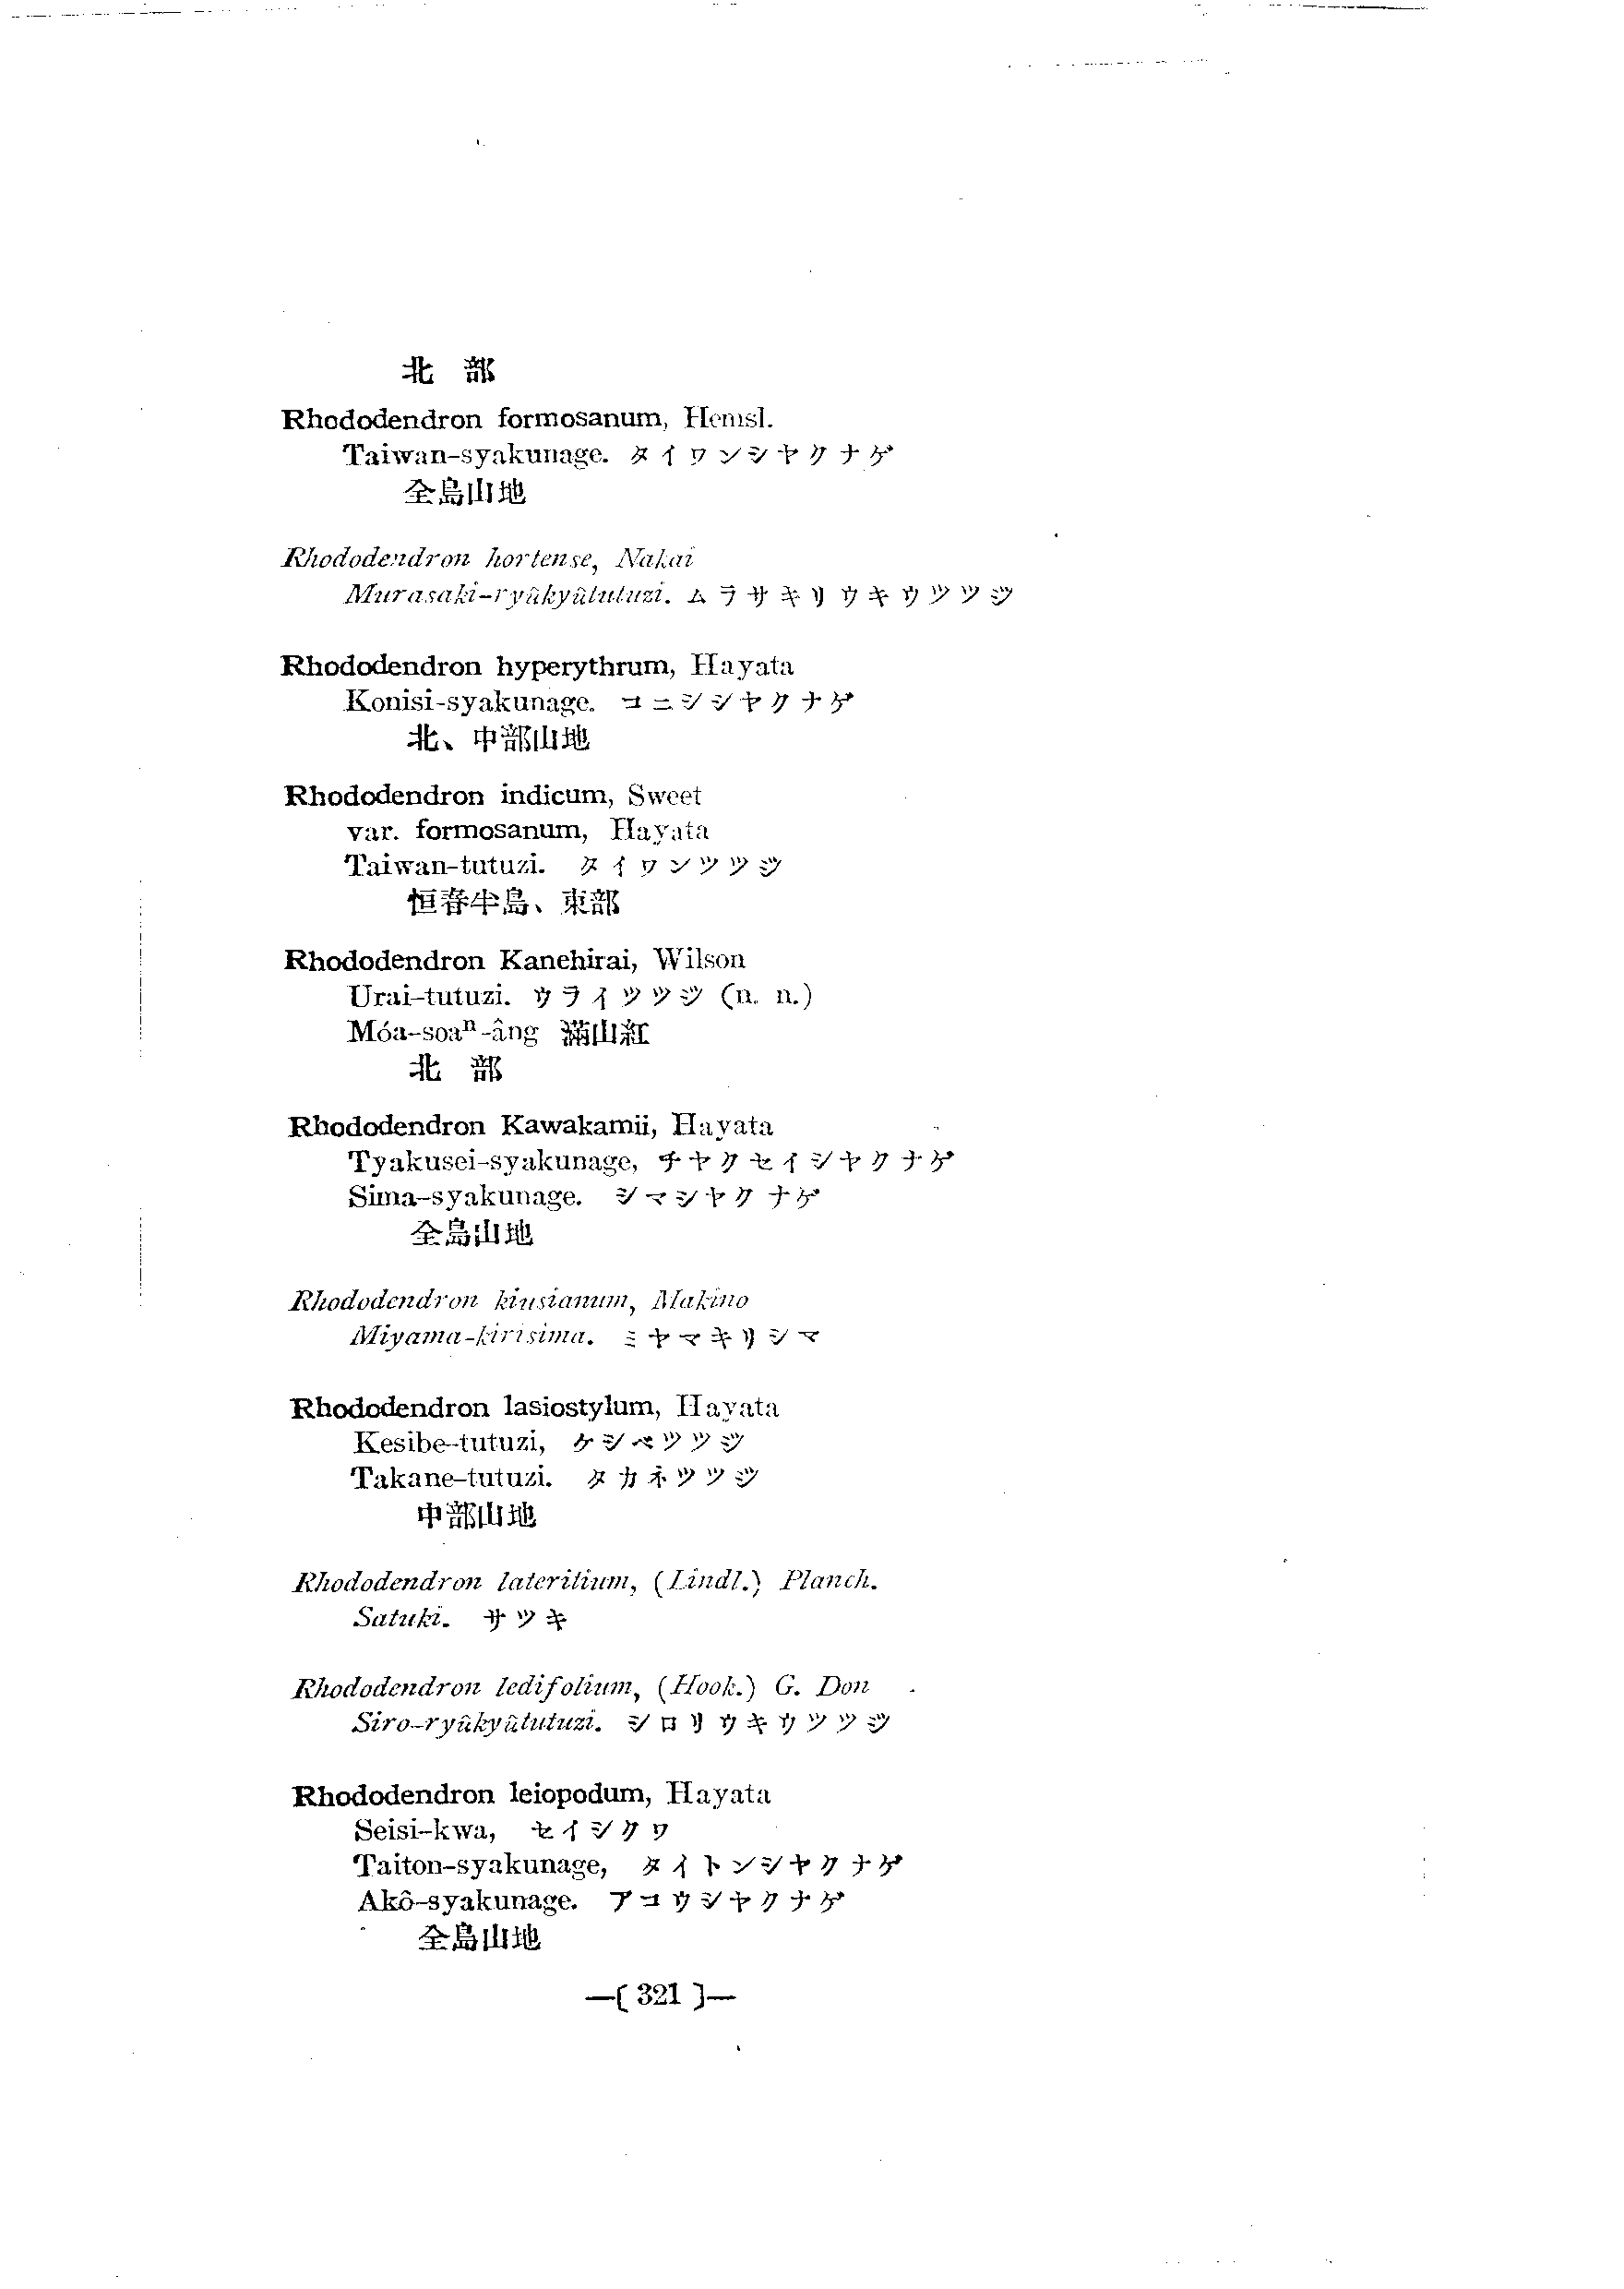 北 部
Rhododendron formosanum, Hemsl.
Taiwan-syakunage. タイワンシヤクナゲ
全島山地
Rhododendron hortense, Nakai
Murasaki-ryûkyûtutuzi. ムラサキリウキウツツジ
Rhododendron hyperythrum, Hayata
Konisi-syakunage. コニシシヤクナゲ
北、中部山地
Rhododendron indicum, Sweet
var. formosanum, Hayata
Taiwan-tutuzi. タイワンツツジ
恒春半島、東部
Rhododendron Kanehirai, Wilson
Urai-tutuzi. ウライツツジ (n. n.)
Móa-soaⁿ-âng 滿山紅
北 部
Rhododendron Kawakamii, Hayata
Tyakusei-syakunage, チヤクセイシヤクナゲ
Sima-syakunage. シマシヤクナゲ
全島山地
Rhododendron kiusianum, Makino
Miyama-kirisima. ミヤマキリシマ
Rhododendron lasiostylum, Hayata
Kesibe-tutuzi, ケシベツツジ
Takane-tutuzi. タカネツツジ
中部山地
Rhododendron lateritium, (Lindl.) Planch.
Satuki. サツキ
Rhododendron ledifolium, (Hook.) G. Don
Siro-ryûkyûtutuzi. シロリウキウツツジ
Rhododendron leiopodum, Hayata
Seisi-kwa, セイシクワ
Taiton-syakunage, タイトンシヤクナゲ
Akô-syakunage. アコウシヤクナゲ
全島山地
—( 321 )—